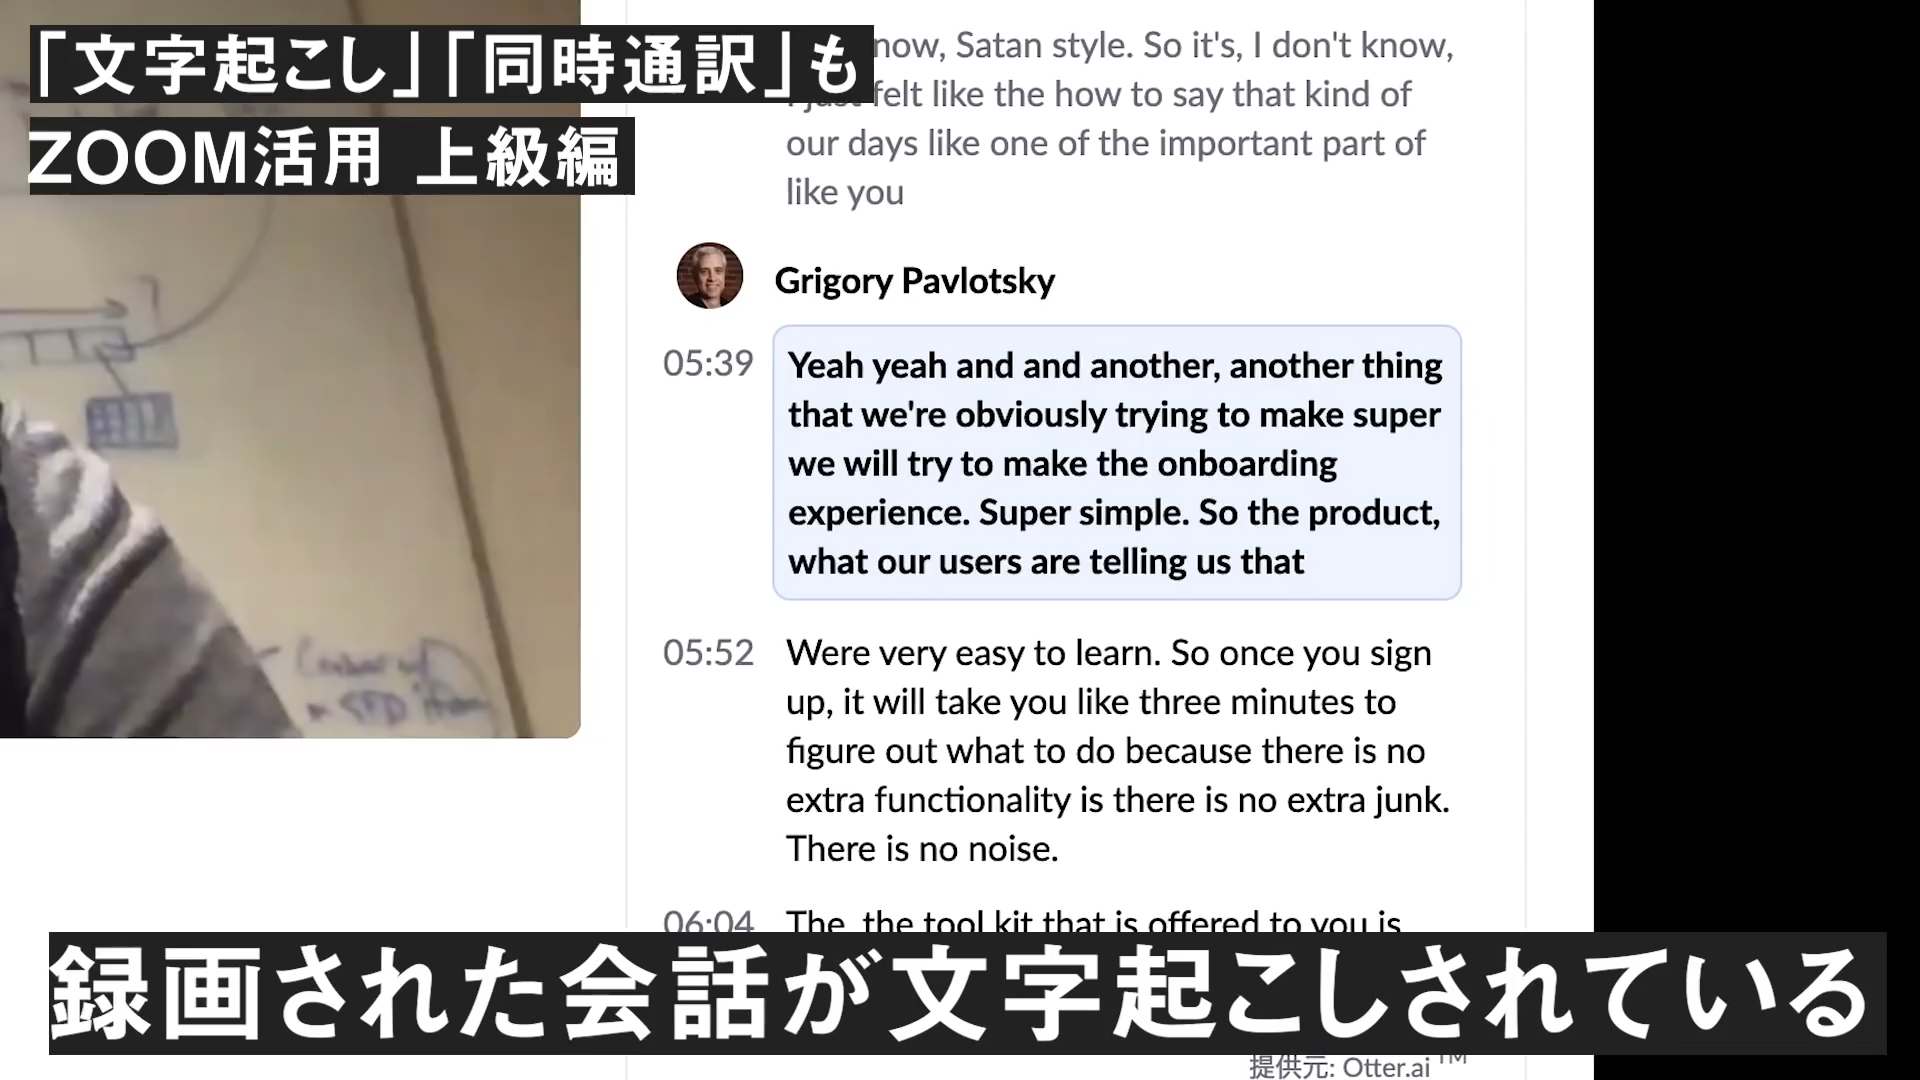 「文字起こし」「同時通訳」も
ZOOM活用 上級編
now, Satan style. So it's, I don't know,
I just felt like the how to say that kind of
our days like one of the important part of
like you
Grigory Pavlotsky
05:39
Yeah yeah and and another, another thing
that we're obviously trying to make super
we will try to make the onboarding
experience. Super simple. So the product,
what our users are telling us that
05:52
Were very easy to learn. So once you sign
up, it will take you like three minutes to
figure out what to do because there is no
extra functionality is there is no extra junk.
There is no noise.
06:04
The, the tool kit that is offered to you is
録画された会話が文字起こしされている
提供元: Otter.ai TM